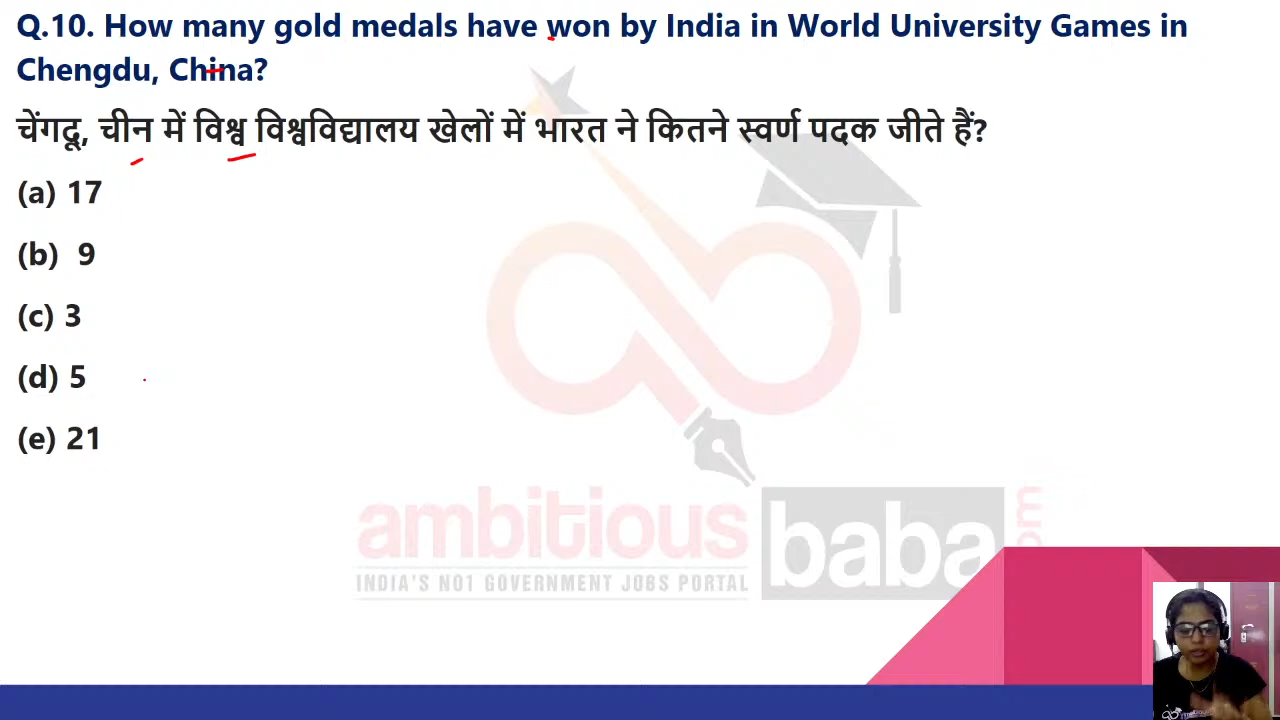 Q.10. How many gold medals have won by India in World University Games in
Chengdu, China?
चेंगदू, चीन में विश्व विश्वविद्यालय खेलों में भारत ने कितने स्वर्ण पदक जीते हैं?
(a) 17
(b) 9
(c) 3
(d) 5
(e) 21
ambitious baba
INDIA'S NO1 GOVERNMENT JOBS PORTAL